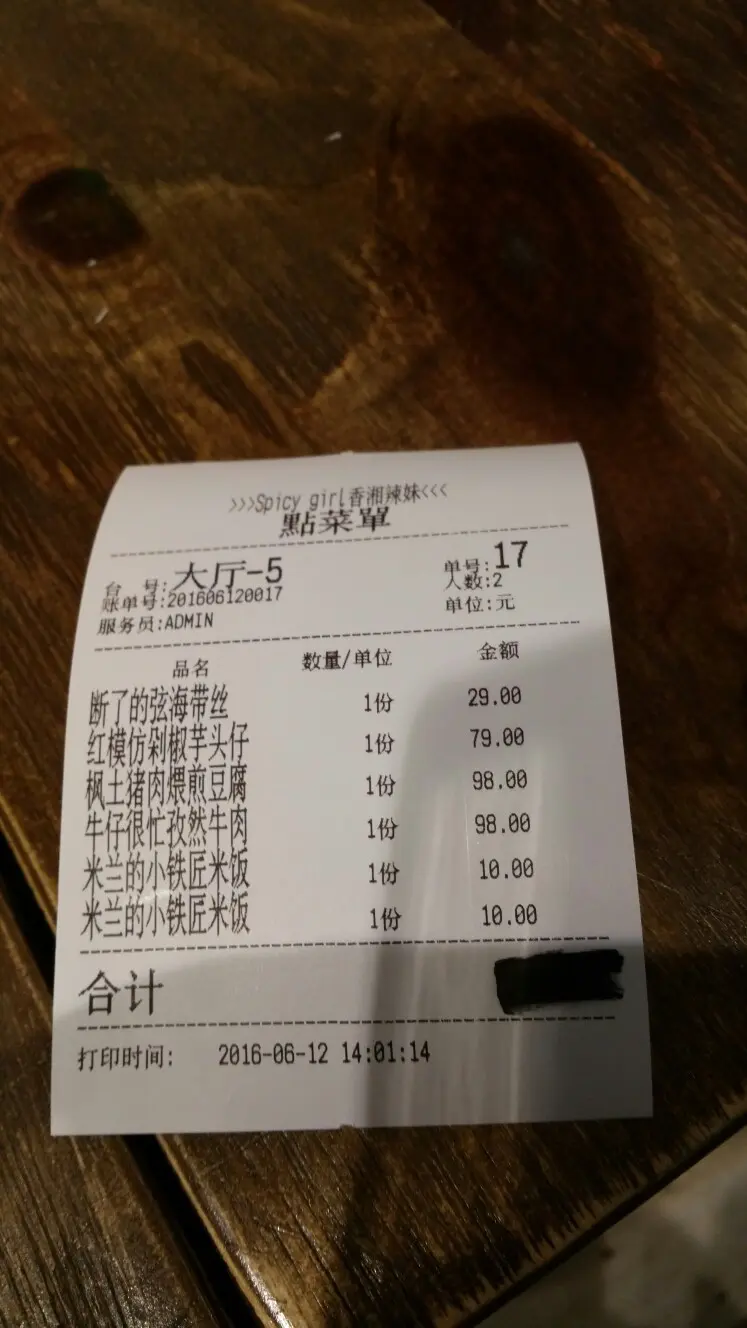 >>>Spicy girl香湘辣妹<<<
點菜單
台 号:大厅-5 单号:17
账单号:201606120017 人数:2
服务员:ADMIN 单位:元
品名 数量/单位 金额
断了的弦海带丝 1份 29.00
红模仿剁椒芋头仔 1份 79.00
枫土猪肉煨煎豆腐 1份 98.00
牛仔很忙孜然牛肉 1份 98.00
米兰的小铁匠米饭 1份 10.00
米兰的小铁匠米饭 1份 10.00
合计
打印时间: 2016-06-12 14:01:14